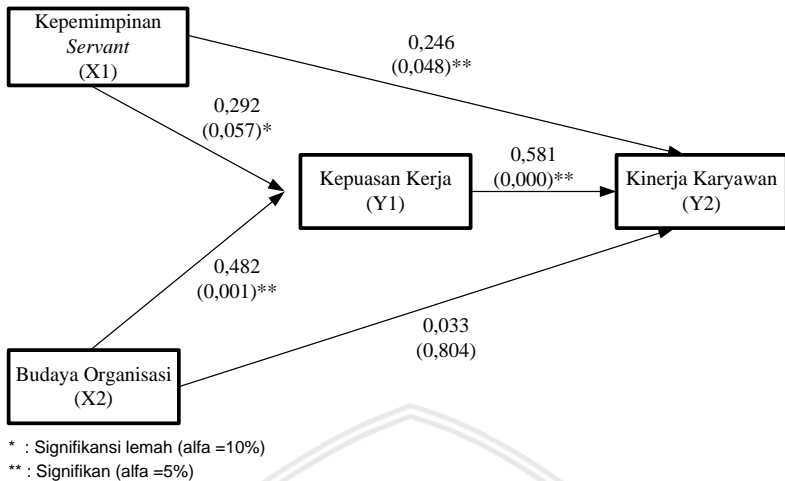 Kepemimpinan
Servant
(X1)
0,246
(0,048)**
0,292
(0,057)*
Kepuasan Kerja
(Y1)
0,581
(0,000)**
Kinerja Karyawan
(Y2)
0,482
(0,001)**
0,033
(0,804)
Budaya Organisasi
(X2)
* : Signifikansi lemah (alfa =10%)
** : Signifikan (alfa =5%)